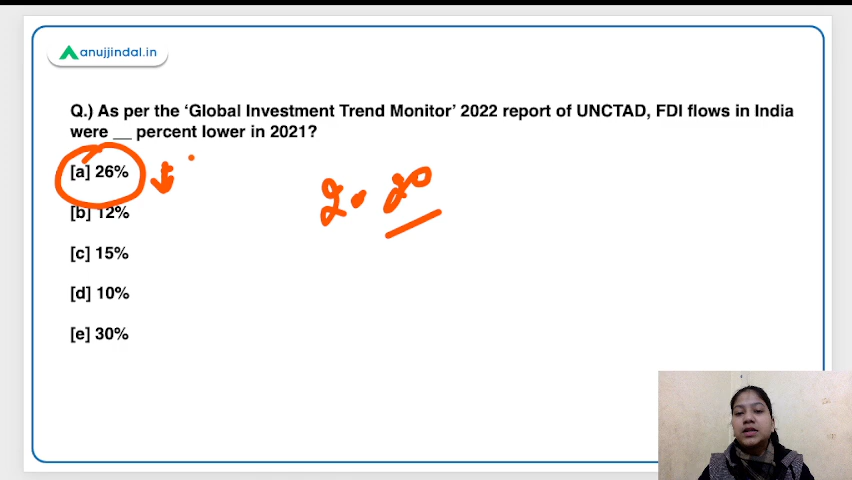 anujjindal.in
Q.) As per the ‘Global Investment Trend Monitor’ 2022 report of UNCTAD, FDI flows in India
were __ percent lower in 2021?
[a] 26%
[b] 12%
[c] 15%
[d] 10%
[e] 30%